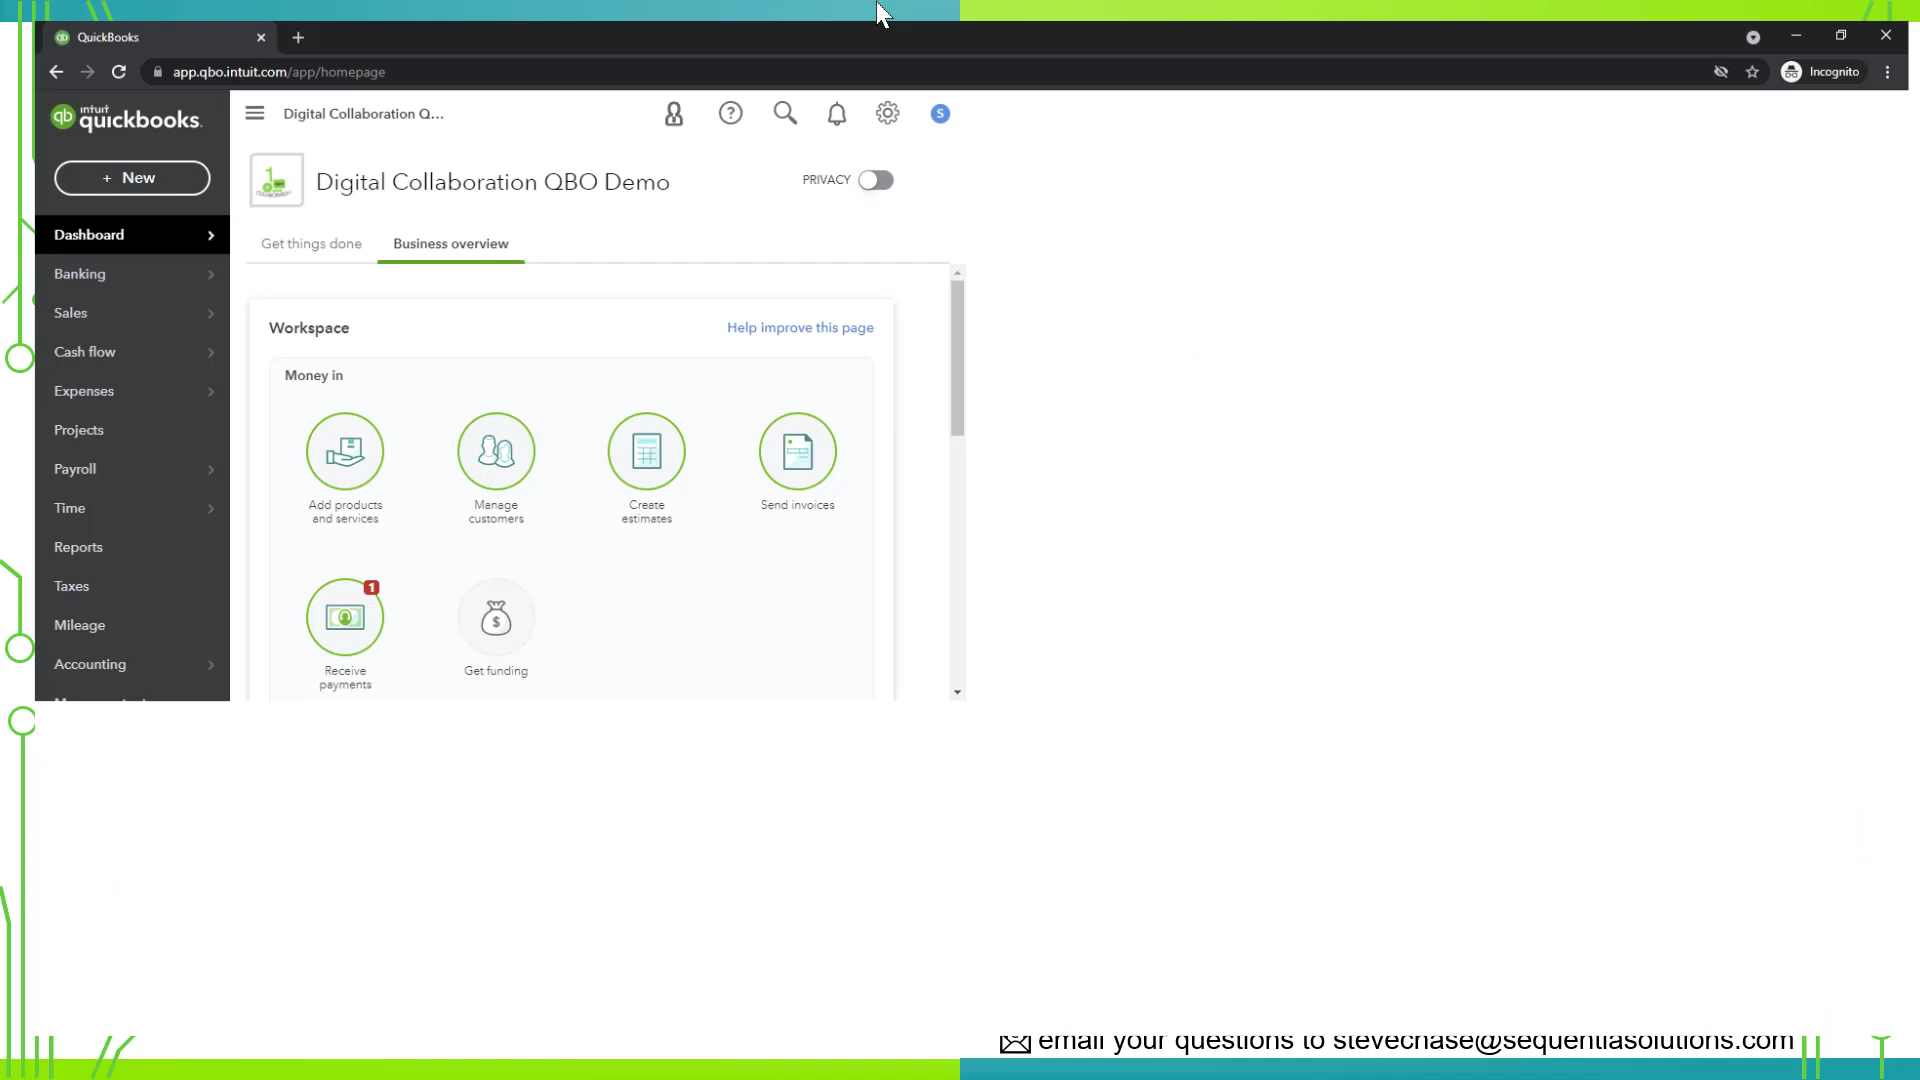 QuickBooks
app.qbo.intuit.com/app/homepage
Incognito
intuit
quickbooks.
Digital Collaboration Q...
S
+ New
Digital Collaboration QBO Demo
PRIVACY
Dashboard
Get things done
Business overview
Banking
Sales
Workspace
Help improve this page
Cash flow
Money in
Expenses
Projects
Payroll
Time
Add products
and services
Manage
customers
Create
estimates
Send invoices
Reports
Taxes
1
Mileage
Accounting
Receive
payments
Get funding
email your questions to stevechase@sequentiasolutions.com